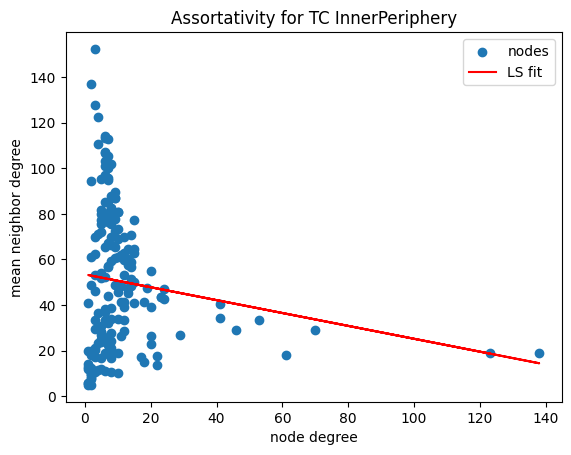 Assortativity for TC InnerPeriphery
nodes
LS fit
mean neighbor degree
140
120
100
80
60
40
20
0
0 20 40 60 80 100 120 140
node degree